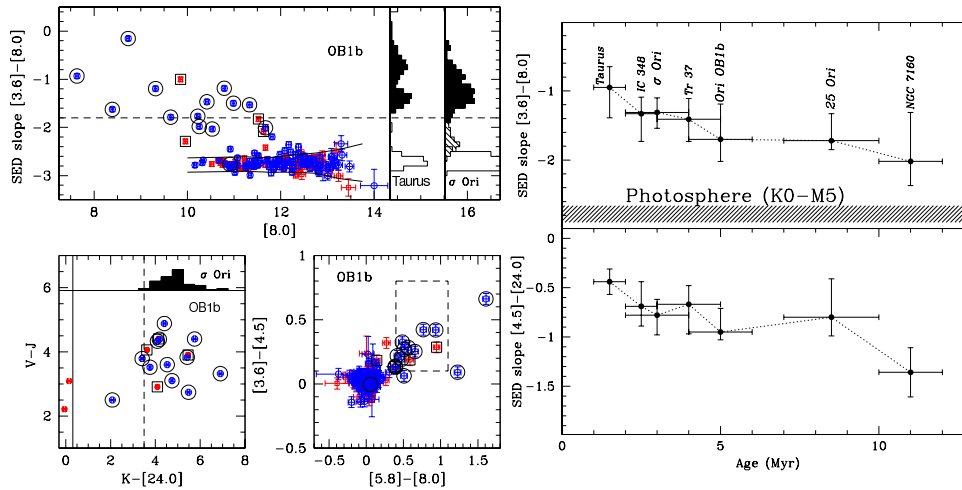 SED slope [3.6]−[8.0]
0
−1
−2
−3
OB1b
Taurus
σ Ori
8
10
12
14
16
[8.0]
V−J
2
4
6
σ Ori
OB1b
0
2
4
6
8
K−[24.0]
[3.6]−[4.5]
1
0.5
0
−0.5
OB1b
−0.5
0
0.5
1
1.5
[5.8]−[8.0]
SED slope [3.6]−[8.0]
−1
−2
Taurus
IC 348
σ Ori
Tr 37
Ori OB1b
25 Ori
NGC 7160
Photosphere (K0−M5)
SED slope [4.5]−[24.0]
0
−0.5
−1
−1.5
0
5
10
Age (Myr)